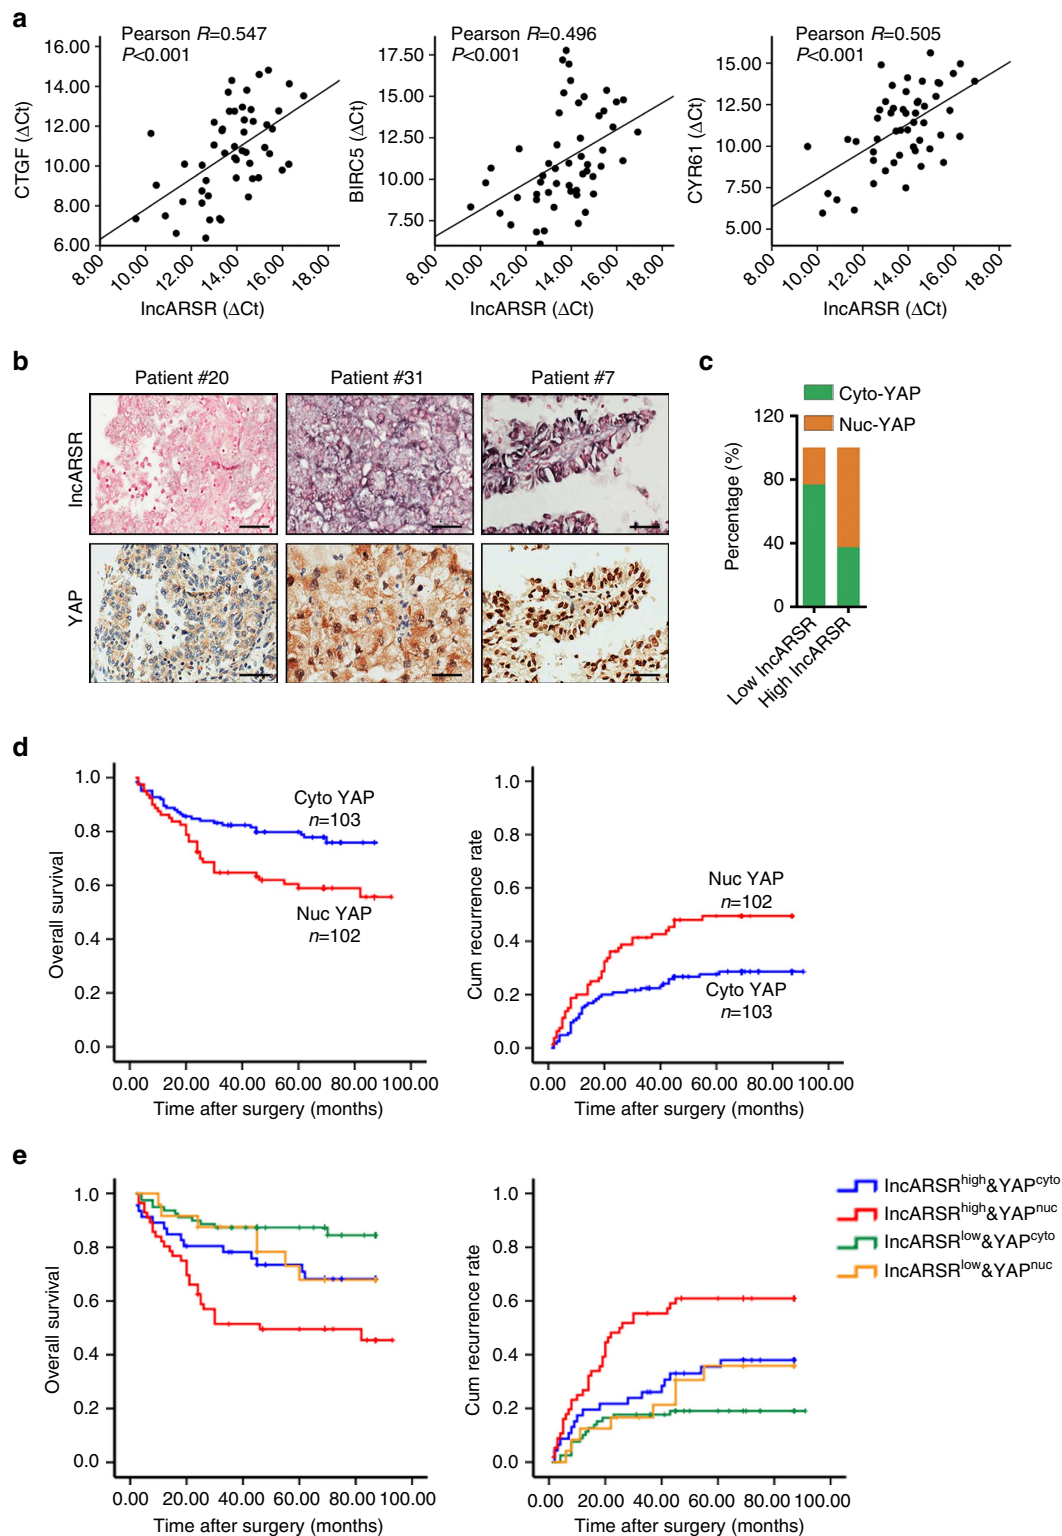 a
Pearson R=0.547
P<0.001
CTGF (ΔCt)
16.00
14.00
12.00
10.00
8.00
6.00
8.00 10.00 12.00 14.00 16.00 18.00
lncARSR (ΔCt)
Pearson R=0.496
P<0.001
BIRC5 (ΔCt)
17.50
15.00
12.50
10.00
7.50
8.00 10.00 12.00 14.00 16.00 18.00
lncARSR (ΔCt)
Pearson R=0.505
P<0.001
CYR61 (ΔCt)
15.00
12.50
10.00
7.50
5.00
8.00 10.00 12.00 14.00 16.00 18.00
lncARSR (ΔCt)
b
Patient #20 Patient #31 Patient #7
lncARSR
YAP
c
Cyto-YAP
Nuc-YAP
Percentage (%)
120
80
40
0
Low lncARSR
High lncARSR
d
Overall survival
1.0
0.8
0.6
0.4
0.2
0.0
Cyto YAP
n=103
Nuc YAP
n=102
0.00 20.00 40.00 60.00 80.00 100.00
Time after surgery (months)
Cum recurrence rate
1.0
0.8
0.6
0.4
0.2
0.0
Nuc YAP
n=102
Cyto YAP
n=103
0.00 20.00 40.00 60.00 80.00 100.00
Time after surgery (months)
e
Overall survival
1.0
0.8
0.6
0.4
0.2
0.0
0.00 20.00 40.00 60.00 80.00 100.00
Time after surgery (months)
Cum recurrence rate
1.0
0.8
0.6
0.4
0.2
0.0
0.00 20.00 40.00 60.00 80.00 100.00
Time after surgery (months)
lncARSRhigh&YAPcyto
lncARSRhigh&YAPnuc
lncARSRlow&YAPcyto
lncARSRlow&YAPnuc